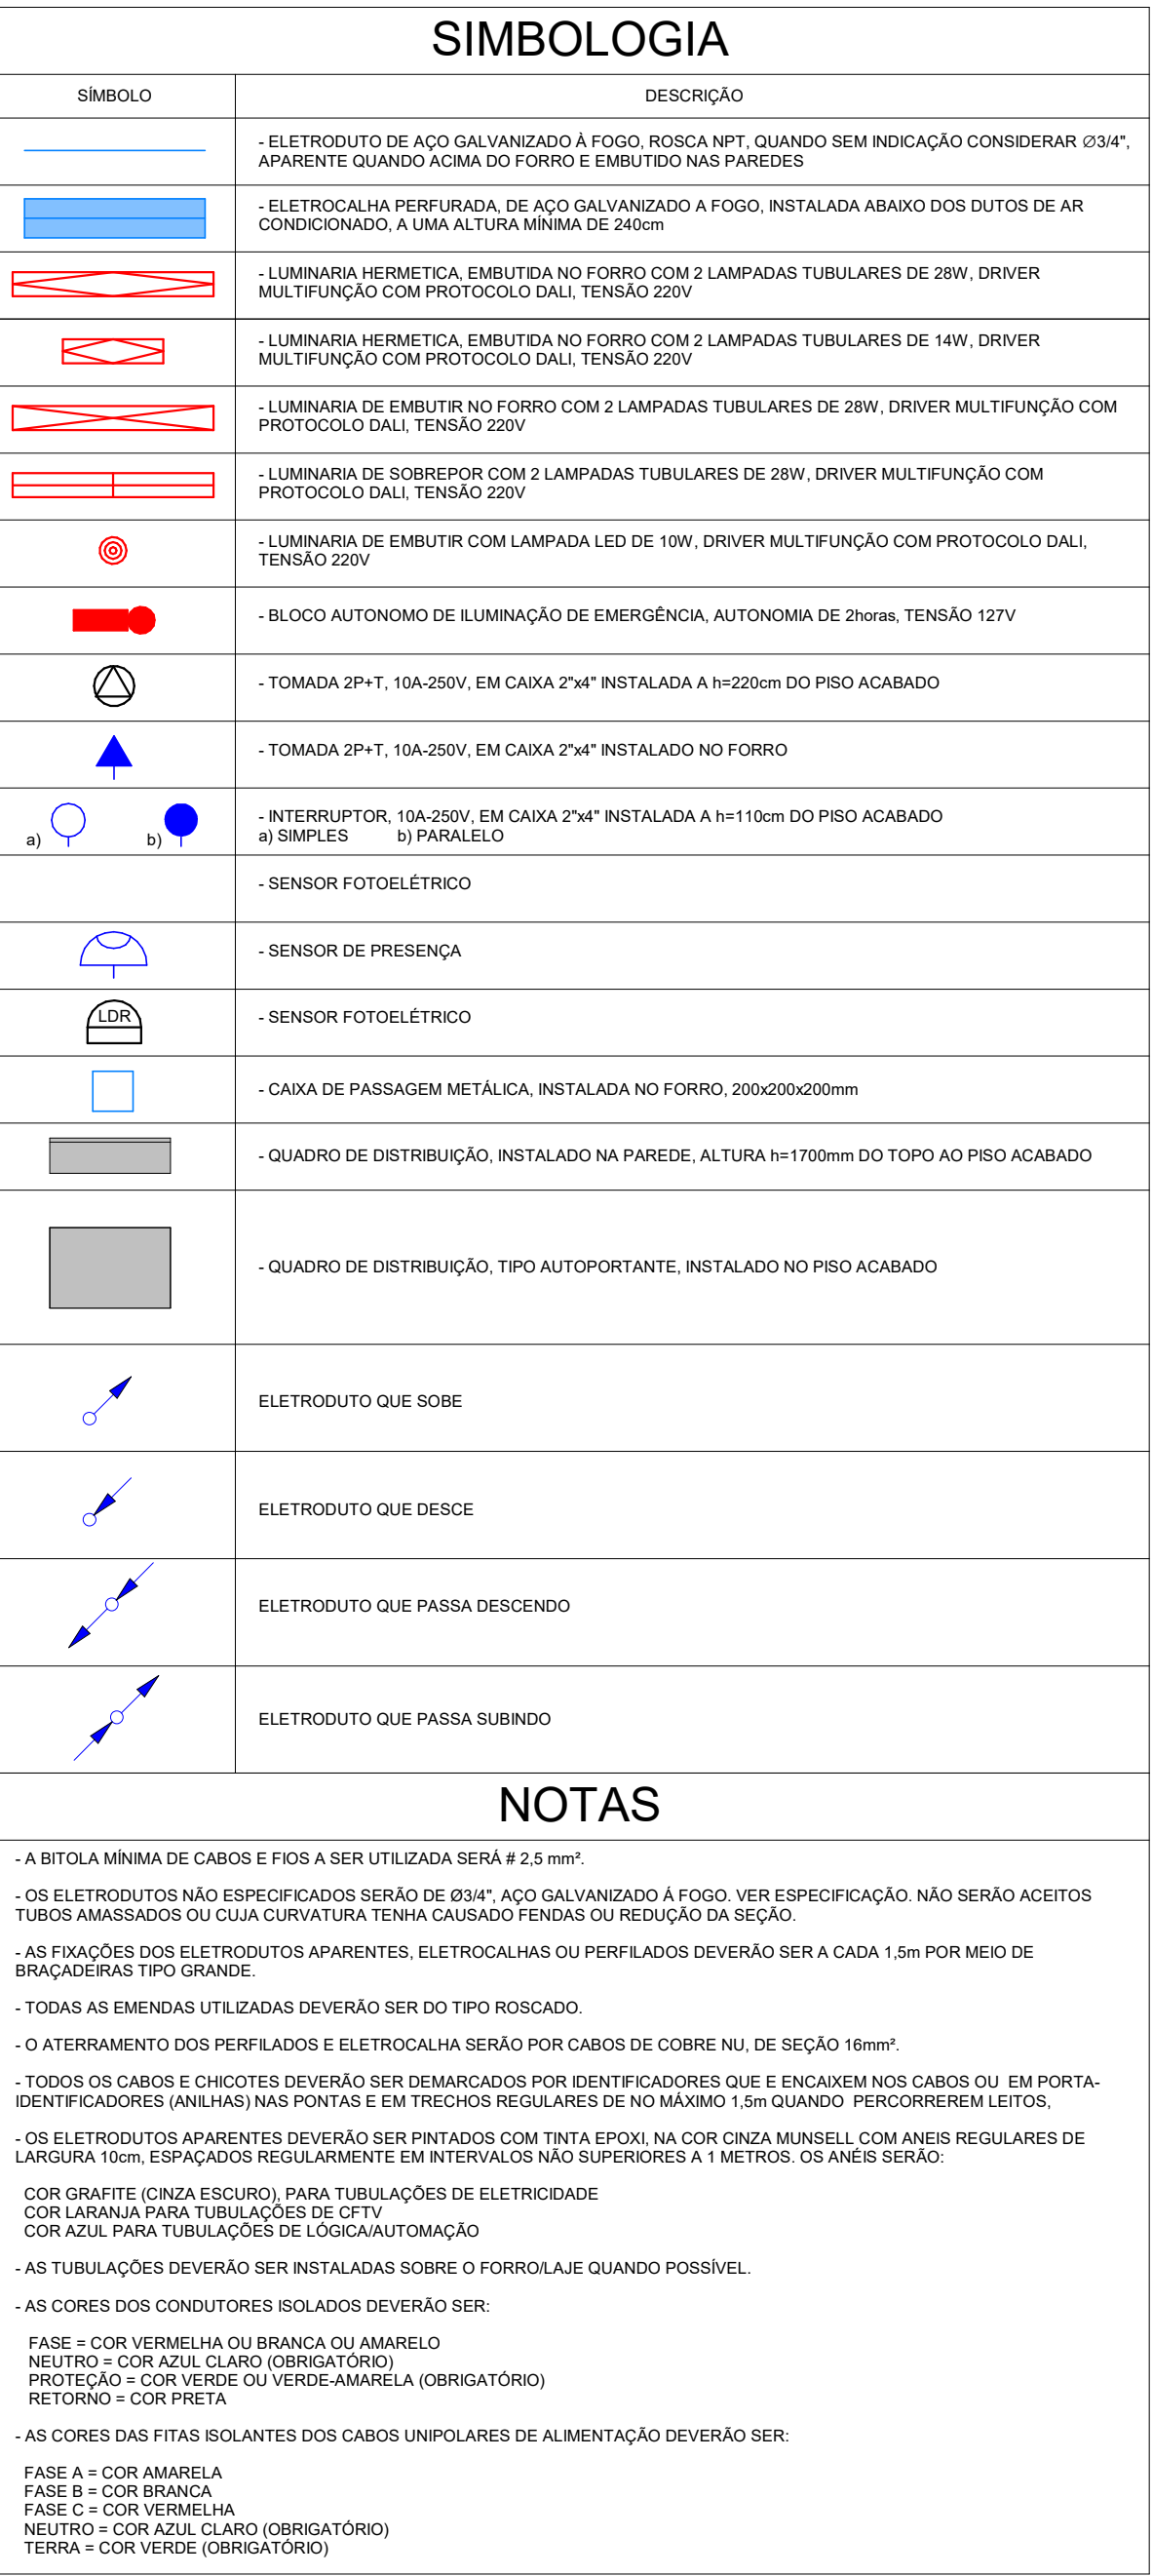 SIMBOLOGIA
SÍMBOLO
DESCRIÇÃO
- ELETRODUTO DE AÇO GALVANIZADO À FOGO, ROSCA NPT, QUANDO SEM INDICAÇÃO CONSIDERAR ∅3/4",
APARENTE QUANDO ACIMA DO FORRO E EMBUTIDO NAS PAREDES
- ELETROCALHA PERFURADA, DE AÇO GALVANIZADO A FOGO, INSTALADA ABAIXO DOS DUTOS DE AR
CONDICIONADO, A UMA ALTURA MÍNIMA DE 240cm
- LUMINARIA HERMETICA, EMBUTIDA NO FORRO COM 2 LAMPADAS TUBULARES DE 28W, DRIVER
MULTIFUNÇÃO COM PROTOCOLO DALI, TENSÃO 220V
- LUMINARIA HERMETICA, EMBUTIDA NO FORRO COM 2 LAMPADAS TUBULARES DE 14W, DRIVER
MULTIFUNÇÃO COM PROTOCOLO DALI, TENSÃO 220V
- LUMINARIA DE EMBUTIR NO FORRO COM 2 LAMPADAS TUBULARES DE 28W, DRIVER MULTIFUNÇÃO COM
PROTOCOLO DALI, TENSÃO 220V
- LUMINARIA DE SOBREPOR COM 2 LAMPADAS TUBULARES DE 28W, DRIVER MULTIFUNÇÃO COM
PROTOCOLO DALI, TENSÃO 220V
- LUMINARIA DE EMBUTIR COM LAMPADA LED DE 10W, DRIVER MULTIFUNÇÃO COM PROTOCOLO DALI,
TENSÃO 220V
- BLOCO AUTONOMO DE ILUMINAÇÃO DE EMERGÊNCIA, AUTONOMIA DE 2horas, TENSÃO 127V
- TOMADA 2P+T, 10A-250V, EM CAIXA 2"x4" INSTALADA A h=220cm DO PISO ACABADO
- TOMADA 2P+T, 10A-250V, EM CAIXA 2"x4" INSTALADO NO FORRO
a) b)
- INTERRUPTOR, 10A-250V, EM CAIXA 2"x4" INSTALADA A h=110cm DO PISO ACABADO
a) SIMPLES b) PARALELO
- SENSOR FOTOELÉTRICO
- SENSOR DE PRESENÇA
LDR
- SENSOR FOTOELÉTRICO
- CAIXA DE PASSAGEM METÁLICA, INSTALADA NO FORRO, 200x200x200mm
- QUADRO DE DISTRIBUIÇÃO, INSTALADO NA PAREDE, ALTURA h=1700mm DO TOPO AO PISO ACABADO
- QUADRO DE DISTRIBUIÇÃO, TIPO AUTOPORTANTE, INSTALADO NO PISO ACABADO
ELETRODUTO QUE SOBE
ELETRODUTO QUE DESCE
ELETRODUTO QUE PASSA DESCENDO
ELETRODUTO QUE PASSA SUBINDO
NOTAS
- A BITOLA MÍNIMA DE CABOS E FIOS A SER UTILIZADA SERÁ # 2,5 mm².
- OS ELETRODUTOS NÃO ESPECIFICADOS SERÃO DE Ø3/4", AÇO GALVANIZADO Á FOGO. VER ESPECIFICAÇÃO. NÃO SERÃO ACEITOS
TUBOS AMASSADOS OU CUJA CURVATURA TENHA CAUSADO FENDAS OU REDUÇÃO DA SEÇÃO.
- AS FIXAÇÕES DOS ELETRODUTOS APARENTES, ELETROCALHAS OU PERFILADOS DEVERÃO SER A CADA 1,5m POR MEIO DE
BRAÇADEIRAS TIPO GRANDE.
- TODAS AS EMENDAS UTILIZADAS DEVERÃO SER DO TIPO ROSCADO.
- O ATERRAMENTO DOS PERFILADOS E ELETROCALHA SERÃO POR CABOS DE COBRE NU, DE SEÇÃO 16mm².
- TODOS OS CABOS E CHICOTES DEVERÃO SER DEMARCADOS POR IDENTIFICADORES QUE E ENCAIXEM NOS CABOS OU EM PORTA-
IDENTIFICADORES (ANILHAS) NAS PONTAS E EM TRECHOS REGULARES DE NO MÁXIMO 1,5m QUANDO PERCORREREM LEITOS,
- OS ELETRODUTOS APARENTES DEVERÃO SER PINTADOS COM TINTA EPOXI, NA COR CINZA MUNSELL COM ANEIS REGULARES DE
LARGURA 10cm, ESPAÇADOS REGULARMENTE EM INTERVALOS NÃO SUPERIORES A 1 METROS. OS ANÉIS SERÃO:
COR GRAFITE (CINZA ESCURO), PARA TUBULAÇÕES DE ELETRICIDADE
COR LARANJA PARA TUBULAÇÕES DE CFTV
COR AZUL PARA TUBULAÇÕES DE LÓGICA/AUTOMAÇÃO
- AS TUBULAÇÕES DEVERÃO SER INSTALADAS SOBRE O FORRO/LAJE QUANDO POSSÍVEL.
- AS CORES DOS CONDUTORES ISOLADOS DEVERÃO SER:
FASE = COR VERMELHA OU BRANCA OU AMARELO
NEUTRO = COR AZUL CLARO (OBRIGATÓRIO)
PROTEÇÃO = COR VERDE OU VERDE-AMARELA (OBRIGATÓRIO)
RETORNO = COR PRETA
- AS CORES DAS FITAS ISOLANTES DOS CABOS UNIPOLARES DE ALIMENTAÇÃO DEVERÃO SER:
FASE A = COR AMARELA
FASE B = COR BRANCA
FASE C = COR VERMELHA
NEUTRO = COR AZUL CLARO (OBRIGATÓRIO)
TERRA = COR VERDE (OBRIGATÓRIO)